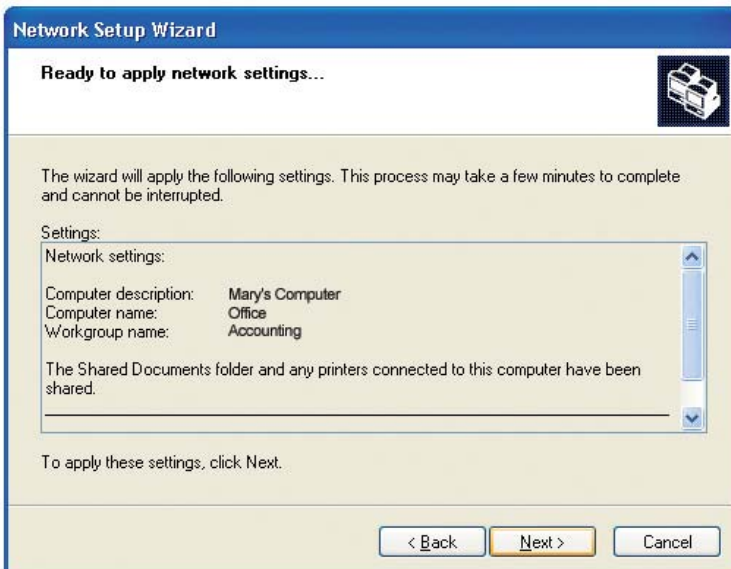 Network Setup Wizard
Ready to apply network settings...
The wizard will apply the following settings. This process may take a few minutes to complete
and cannot be interrupted.
Settings:
Network settings:
Computer description: Mary's Computer
Computer name: Office
Workgroup name: Accounting
The Shared Documents folder and any printers connected to this computer have been
shared.
To apply these settings, click Next.
< Back Next > Cancel